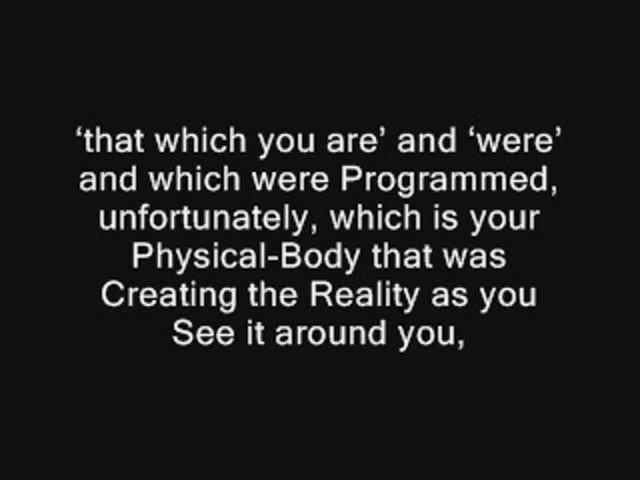 ‘that which you are’ and ‘were’
and which were Programmed,
unfortunately, which is your
Physical-Body that was
Creating the Reality as you
See it around you,